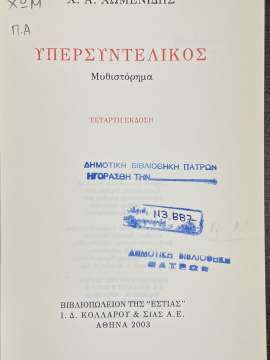 ΧΩΜ
Π.Α
Χ. Α. ΧΩΜΕΝΙΔΗΣ
ΥΠΕΡΣΥΝΤΕΛΙΚΟΣ
Μυθιστόρημα
ΤΕΤΑΡΤΗ ΕΚΔΟΣΗ
ΔΗΜΟΤΙΚΗ ΒΙΒΛΙΟΘΗΚΗ ΠΑΤΡΩΝ
ΗΓΟΡΑΣΘΗ ΤΗΝ
113.887
ΔΗΜΟΤΙΚΗ ΒΙΒΛΙΟΘΗΚΗ
ΠΑΤΡΩΝ
ΒΙΒΛΙΟΠΩΛΕΙΟΝ ΤΗΣ "ΕΣΤΙΑΣ"
Ι. Δ. ΚΟΛΛΑΡΟΥ & ΣΙΑΣ Α.Ε.
ΑΘΗΝΑ 2003